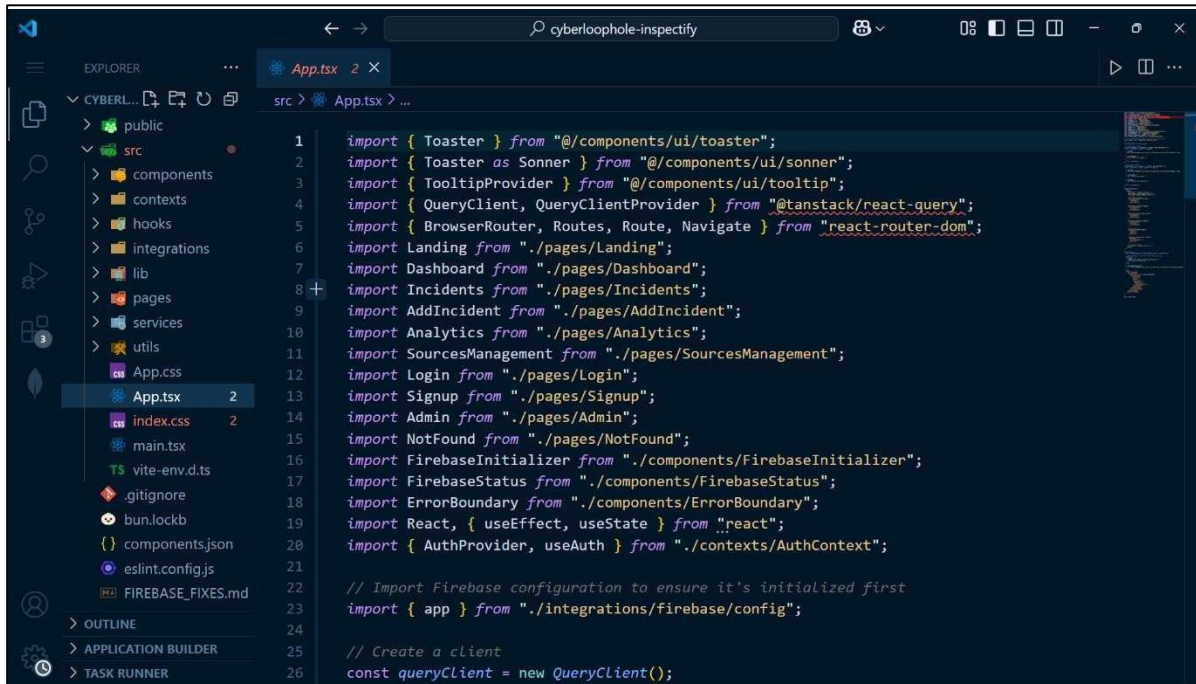 cyberloophole-inspectify
EXPLORER
App.tsx 2
CYBERL...
src > App.tsx > ...
public
src
components
contexts
hooks
integrations
lib
pages
services
utils
App.css
App.tsx 2
index.css 2
main.tsx
TS vite-env.d.ts
.gitignore
bun.lockb
{} components.json
eslint.config.js
FIREBASE_FIXES.md
OUTLINE
APPLICATION BUILDER
TASK RUNNER
3
1 import { Toaster } from "@/components/ui/toaster";
2 import { Toaster as Sonner } from "@/components/ui/sonner";
3 import { TooltipProvider } from "@/components/ui/tooltip";
4 import { QueryClient, QueryClientProvider } from "@tanstack/react-query";
5 import { BrowserRouter, Routes, Route, Navigate } from "react-router-dom";
6 import Landing from "./pages/Landing";
7 import Dashboard from "./pages/Dashboard";
8 import Incidents from "./pages/Incidents";
9 import AddIncident from "./pages/AddIncident";
10 import Analytics from "./pages/Analytics";
11 import SourcesManagement from "./pages/SourcesManagement";
12 import Login from "./pages/Login";
13 import Signup from "./pages/Signup";
14 import Admin from "./pages/Admin";
15 import NotFound from "./pages/NotFound";
16 import FirebaseInitializer from "./components/FirebaseInitializer";
17 import FirebaseStatus from "./components/FirebaseStatus";
18 import ErrorBoundary from "./components/ErrorBoundary";
19 import React, { useEffect, useState } from "react";
20 import { AuthProvider, useAuth } from "./contexts/AuthContext";
21
22 // Import Firebase configuration to ensure it's initialized first
23 import { app } from "./integrations/firebase/config";
24
25 // Create a client
26 const queryClient = new QueryClient();